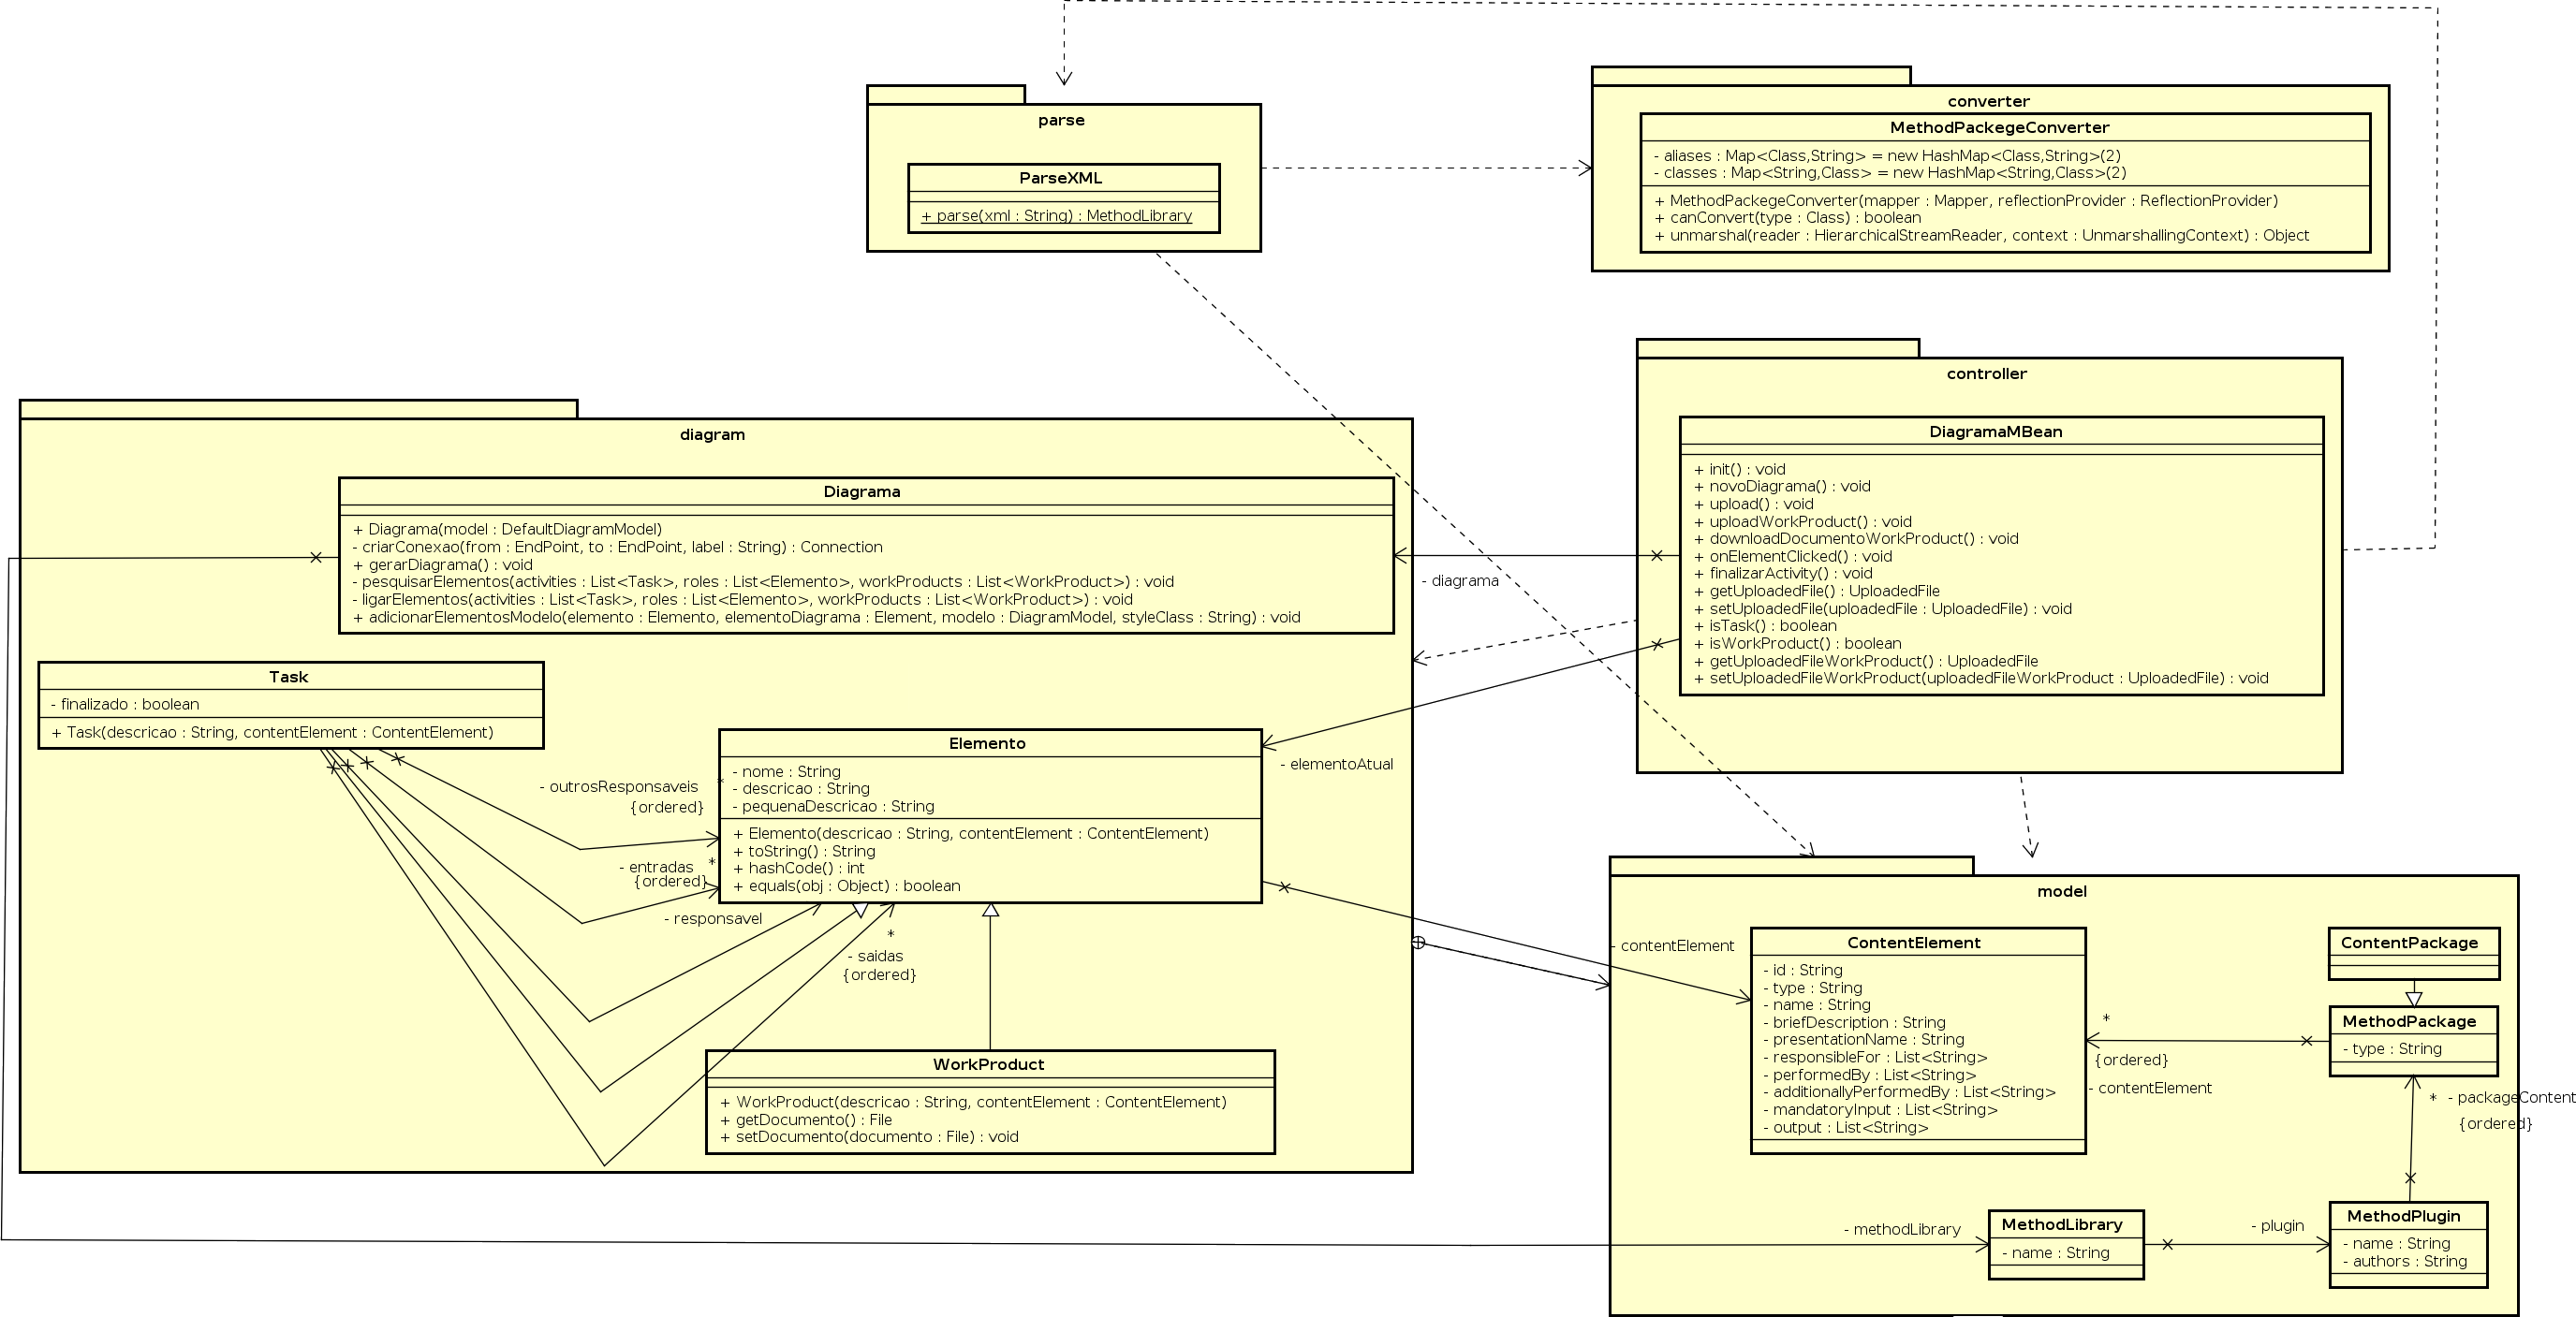 parse
ParseXML
+ parse(xml : String) : MethodLibrary
converter
MethodPackegeConverter
- aliases : Map<Class,String> = new HashMap<Class,String>(2)
- classes : Map<String,Class> = new HashMap<String,Class>(2)
+ MethodPackegeConverter(mapper : Mapper, reflectionProvider : ReflectionProvider)
+ canConvert(type : Class) : boolean
+ unmarshal(reader : HierarchicalStreamReader, context : UnmarshallingContext) : Object
controller
DiagramaMBean
+ init() : void
+ novoDiagrama() : void
+ upload() : void
+ uploadWorkProduct() : void
+ downloadDocumentoWorkProduct() : void
+ onElementClicked() : void
+ finalizarActivity() : void
+ getUploadedFile() : UploadedFile
+ setUploadedFile(uploadedFile : UploadedFile) : void
+ isTask() : boolean
+ isWorkProduct() : boolean
+ getUploadedFileWorkProduct() : UploadedFile
+ setUploadedFileWorkProduct(uploadedFileWorkProduct : UploadedFile) : void
diagram
Diagrama
+ Diagrama(model : DefaultDiagramModel)
- criarConexao(from : EndPoint, to : EndPoint, label : String) : Connection
+ gerarDiagrama() : void
- pesquisarElementos(activities : List<Task>, roles : List<Elemento>, workProducts : List<WorkProduct>) : void
- ligarElementos(activities : List<Task>, roles : List<Elemento>, workProducts : List<WorkProduct>) : void
+ adicionarElementosModelo(elemento : Elemento, elementoDiagrama : Element, modelo : DiagramModel, styleClass : String) : void
- diagrama
Task
- finalizado : boolean
+ Task(descricao : String, contentElement : ContentElement)
Elemento
- nome : String
- descricao : String
- pequenaDescricao : String
+ Elemento(descricao : String, contentElement : ContentElement)
+ toString() : String
+ hashCode() : int
+ equals(obj : Object) : boolean
- elementoAtual
- outrosResponsaveis *
{ordered}
- entradas *
{ordered}
- responsavel
*
- saidas
{ordered}
WorkProduct
+ WorkProduct(descricao : String, contentElement : ContentElement)
+ getDocumento() : File
+ setDocumento(documento : File) : void
model
- contentElement
ContentElement
- id : String
- type : String
- name : String
- briefDescription : String
- presentationName : String
- responsibleFor : List<String>
- performedBy : List<String>
- additionallyPerformedBy : List<String>
- mandatoryInput : List<String>
- output : List<String>
ContentPackage
MethodPackage
- type : String
*
{ordered}
- contentElement
* - packageContent
{ordered}
- methodLibrary
MethodLibrary
- name : String
- plugin
MethodPlugin
- name : String
- authors : String